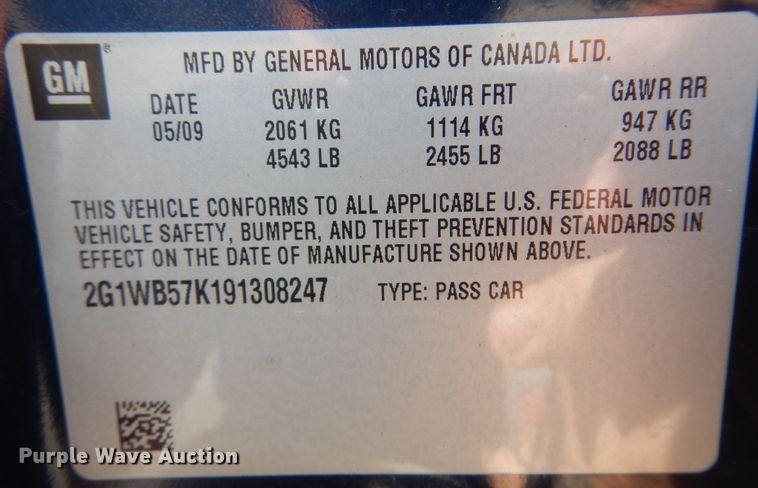 GM
MFD BY GENERAL MOTORS OF CANADA LTD.
DATE GVWR GAWR FRT GAWR RR
05/09 2061 KG 1114 KG 947 KG
4543 LB 2455 LB 2088 LB
THIS VEHICLE CONFORMS TO ALL APPLICABLE U.S. FEDERAL MOTOR
VEHICLE SAFETY, BUMPER, AND THEFT PREVENTION STANDARDS IN
EFFECT ON THE DATE OF MANUFACTURE SHOWN ABOVE.
2G1WB57K191308247 TYPE: PASS CAR
Purple Wave Auction